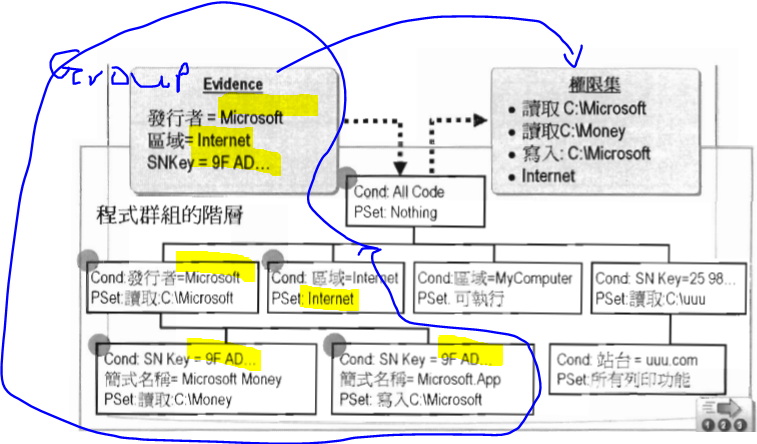 Group
Evidence
發行者 = Microsoft
區域= Internet
SNKey = 9F AD...
權限集
• 讀取 C:\Microsoft
• 讀取C:\Money
• 寫入: C:\Microsoft
• Internet
Cond: All Code
PSet: Nothing
程式群組的階層
Cond:發行者=Microsoft
PSet:讀取:C:\Microsoft
Cond: 區域=Internet
PSet: Internet
Cond:區域=MyComputer
PSet. 可執行
Cond: SN Key=25 98...
PSet:讀取:C:\uuu
Cond: SN Key = 9F AD...
簡式名稱= Microsoft Money
PSet:讀取:C:\Money
Cond: SN Key = 9F AD...
簡式名稱= Microsoft.App
PSet: 寫入C:\Microsoft
Cond: 站台 = uuu.com
PSet:所有列印功能
1 2 3